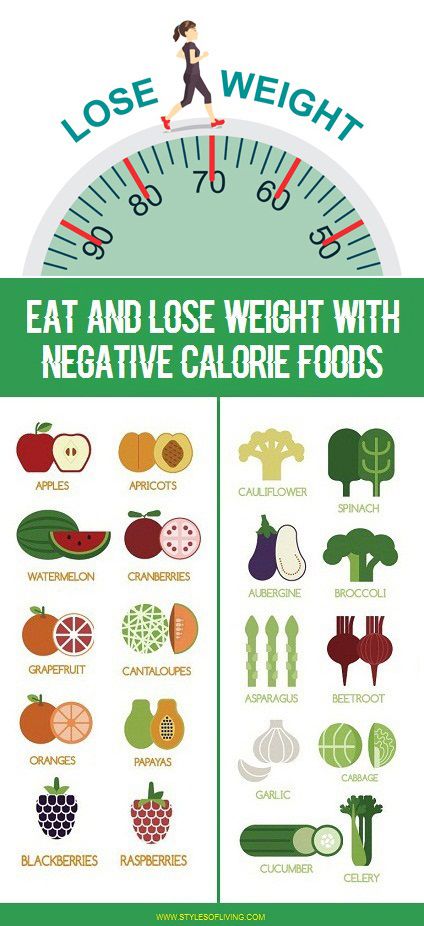 LOSE WEIGHT
90 80 70 60 50
EAT AND LOSE WEIGHT WITH
NEGATIVE CALORIE FOODS
APPLES
APRICOTS
WATERMELON
CRANBERRIES
GRAPEFRUIT
CANTALOUPES
ORANGES
PAPAYAS
BLACKBERRIES
RASPBERRIES
CAULIFLOWER
SPINACH
AUBERGINE
BROCCOLI
ASPARAGUS
BEETROOT
GARLIC
CABBAGE
CUCUMBER
CELERY
WWW.STYLESOFLIVING.COM